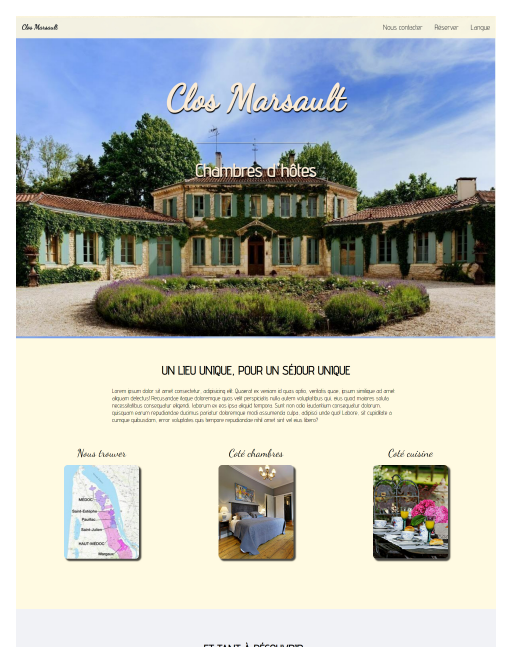 Clos Marsault
Nous contacter Réserver Langue
Clos Marsault
Chambres d'hôtes
UN LIEU UNIQUE, POUR UN SÉJOUR UNIQUE
Lorem ipsum dolor sit amet consectetur, adipisicing elit. Quaerat ex veniam id quas optio, veritatis quae, ipsum similique ad amet
aliquam delectus! Recusandae itaque doloremque quos velit perspiciatis nulla autem voluptatibus qui, eius quod maiores soluta
necessitatibus consequatur eligendi, laborum ex eos ipsa aliquid tempora. Sunt non odio laudantium consequatur dolorum,
quisquam earum repudiandae ducimus pariatur doloremque modi assumenda culpa, adipisci unde quo! Labore, sit cupiditate a
cumque quibusdam, error voluptates quis tempore repudiandae nihil amet sint vel eius libero?
Nous trouver Coté chambres Coté cuisine
MÉDOC
Saint-Estèphe
Pauillac
Saint-Julien
HAUT-MÉDOC
Margaux
ET TANT À DÉCOUVRIR